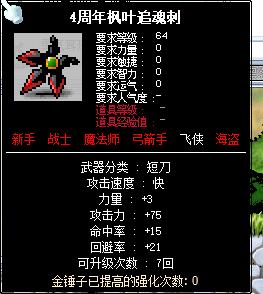 4周年枫叶追魂刺
要求等级 : 64
要求力量 : 0
要求敏捷 : 0
要求智力 : 0
要求运气 : 0
要求人气度 : -
道具等级 : -
道具经验值 : -
新手 战士 魔法师 弓箭手 飞侠 海盗
武器分类 : 短刀
攻击速度 : 快
力量 : +3
攻击力 : +75
命中率 : +15
回避率 : +21
可升级次数 : 7回
金锤子已提高的强化次数: 0